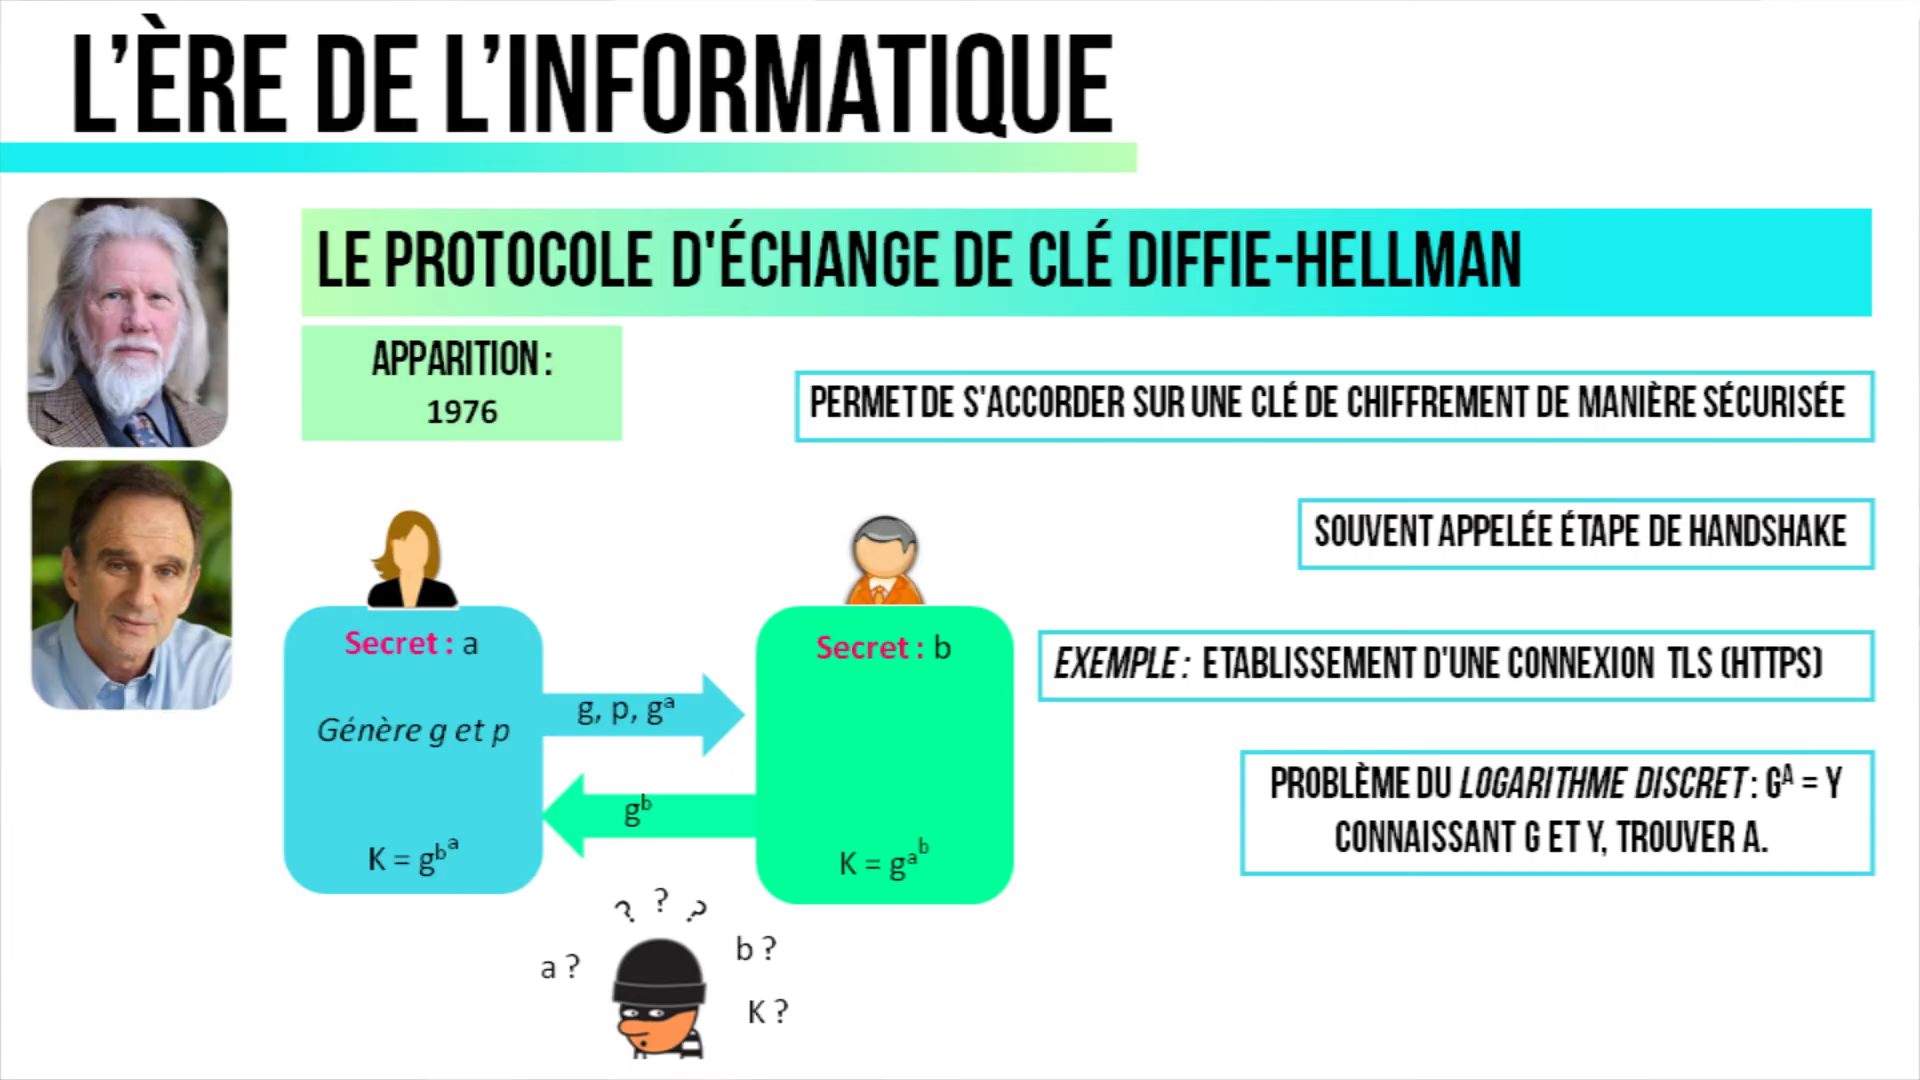 L'ÈRE DE L'INFORMATIQUE
LE PROTOCOLE D'ÉCHANGE DE CLÉ DIFFIE-HELLMAN
APPARITION :
1976
PERMET DE S'ACCORDER SUR UNE CLÉ DE CHIFFREMENT DE MANIÈRE SÉCURISÉE
SOUVENT APPELÉE ÉTAPE DE HANDSHAKE
EXEMPLE : ETABLISSEMENT D'UNE CONNEXION TLS (HTTPS)
PROBLÈME DU LOGARITHME DISCRET : Gᴬ = Y
CONNAISSANT G ET Y, TROUVER A.
Secret : a
Génère g et p
K = g^b^a
g, p, gᵃ
gᵇ
Secret : b
K = g^a^b
? ? ?
a ?
b ?
K ?